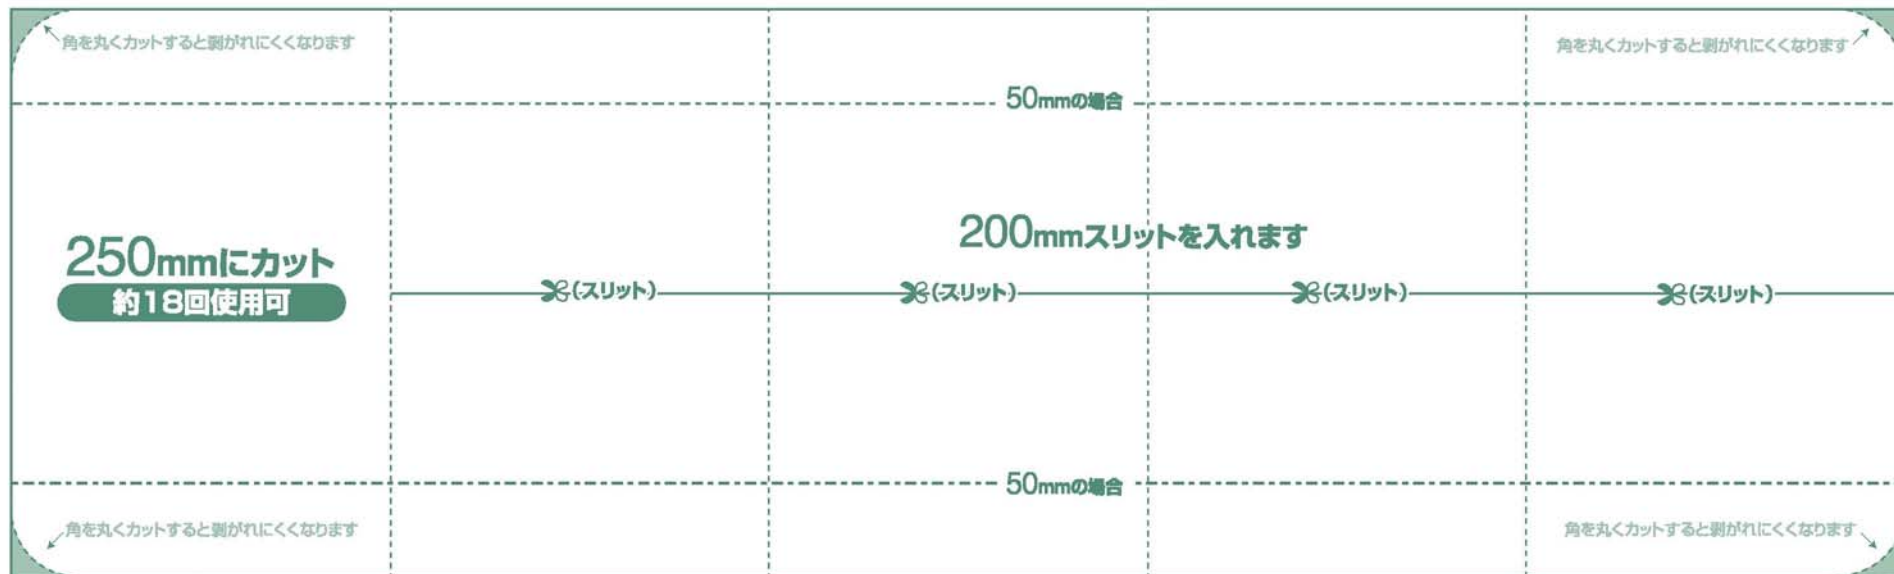 角を丸くカットすると剥がれにくくなります
角を丸くカットすると剥がれにくくなります
50mmの場合
200mmスリットを入れます
250mmにカット
約18回使用可
(スリット)
(スリット)
(スリット)
(スリット)
50mmの場合
角を丸くカットすると剥がれにくくなります
角を丸くカットすると剥がれにくくなります